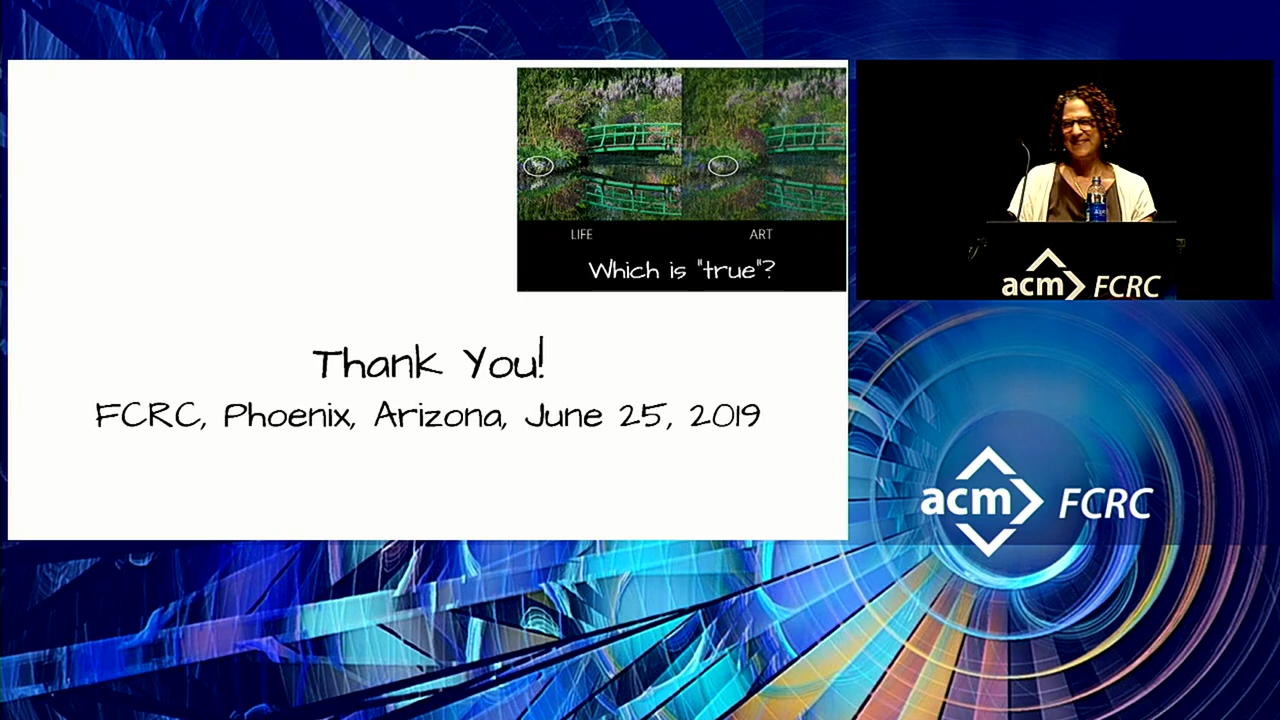 LIFE
ART
Which is "true"?
Thank You!
FCRC, Phoenix, Arizona, June 25, 2019
acm FCRC
acm FCRC